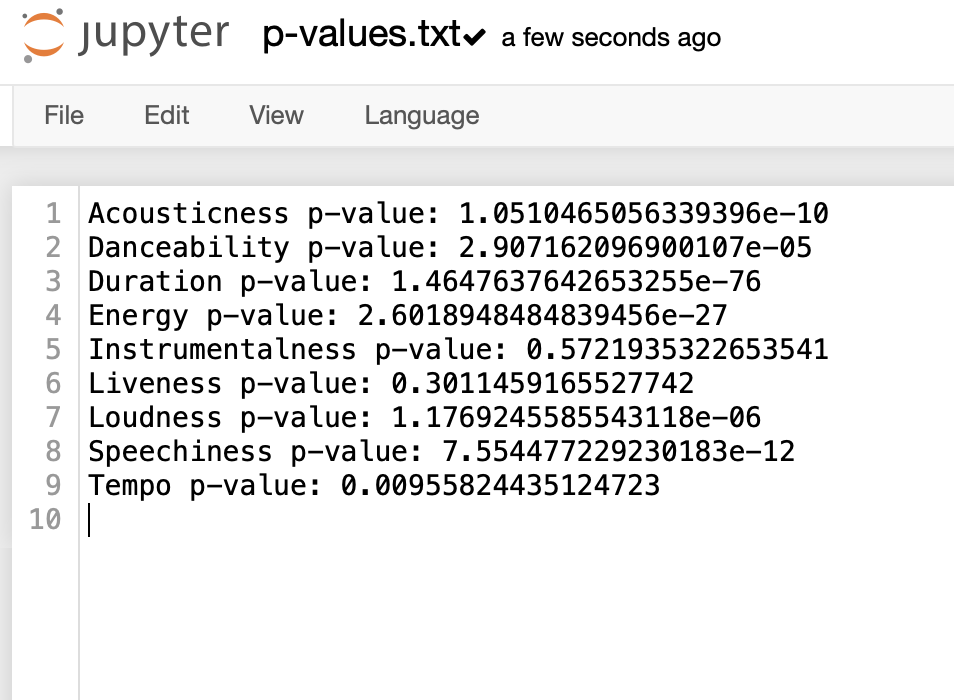 jupyter p-values.txt✔ a few seconds ago
File Edit View Language
1 Acousticness p-value: 1.0510465056339396e-10
2 Danceability p-value: 2.907162096900107e-05
3 Duration p-value: 1.4647637642653255e-76
4 Energy p-value: 2.6018948484839456e-27
5 Instrumentalness p-value: 0.5721935322653541
6 Liveness p-value: 0.3011459165527742
7 Loudness p-value: 1.1769245585543118e-06
8 Speechiness p-value: 7.554477229230183e-12
9 Tempo p-value: 0.00955824435124723
10